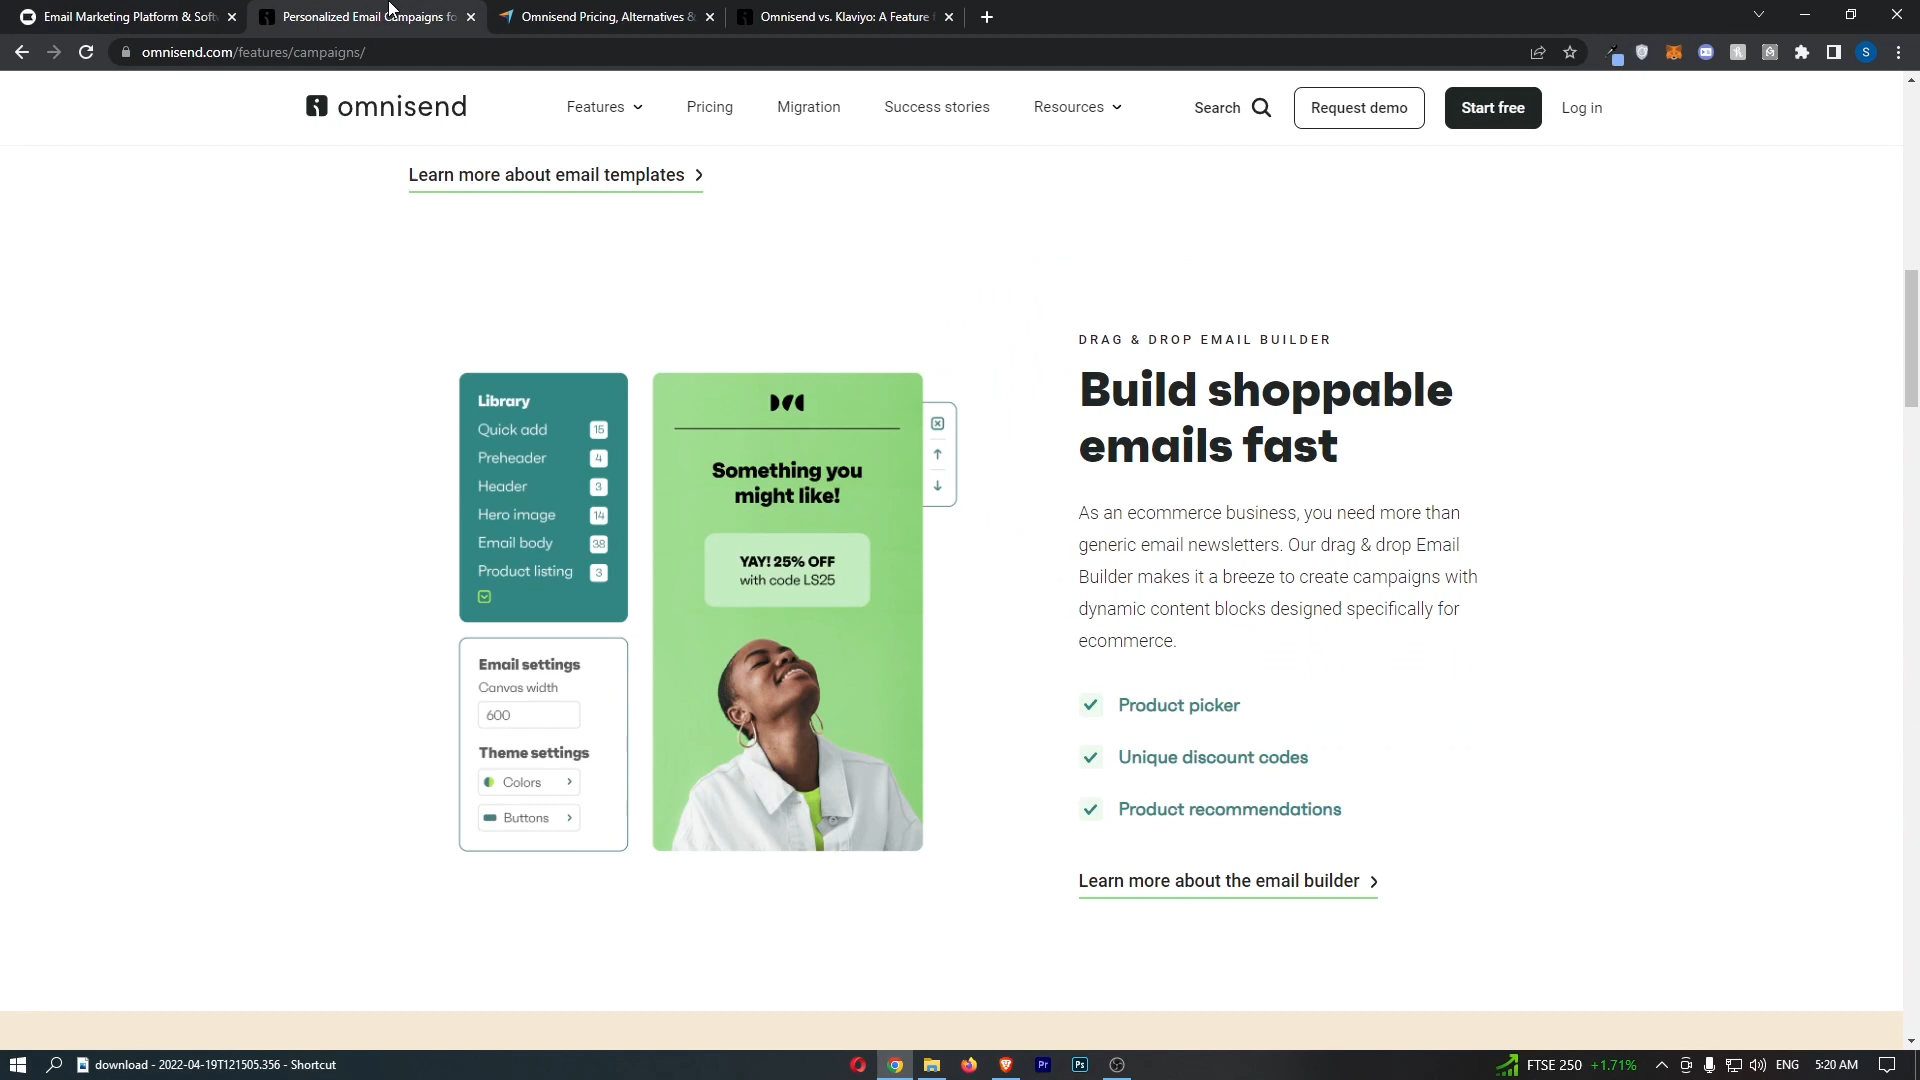 Email Marketing Platform & Soft
Personalized Email Campaigns fo
Omnisend Pricing, Alternatives &
Omnisend vs. Klaviyo: A Feature
omnisend.com/features/campaigns/
S
omnisend
Features
Pricing
Migration
Success stories
Resources
Search
Request demo
Start free
Log in
Learn more about email templates
Library
Quick add 15
Preheader 4
Header 3
Hero image 14
Email body 38
Product listing 3
Email settings
Canvas width
600
Theme settings
Colors
Buttons
Something you
might like!
YAY! 25% OFF
with code LS25
DRAG & DROP EMAIL BUILDER
Build shoppable
emails fast
As an ecommerce business, you need more than
generic email newsletters. Our drag & drop Email
Builder makes it a breeze to create campaigns with
dynamic content blocks designed specifically for
ecommerce.
Product picker
Unique discount codes
Product recommendations
Learn more about the email builder
download - 2022-04-19T121505.356 - Shortcut
Pr
Ps
FTSE 250 +1.71%
ENG
5:20 AM